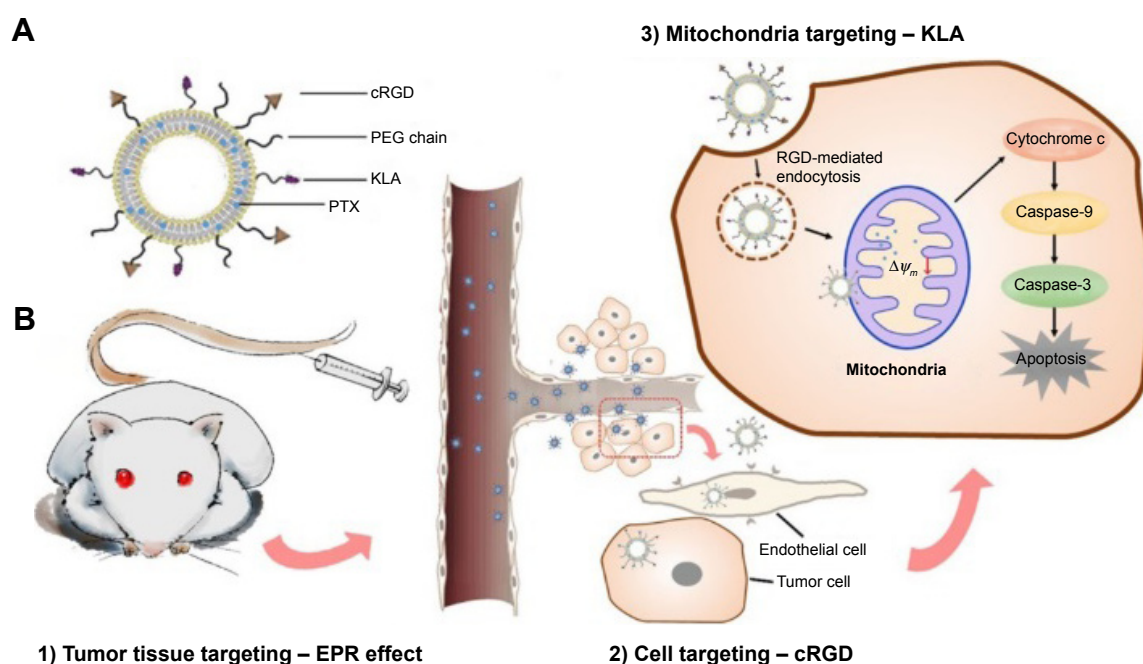 A
cRGD
PEG chain
KLA
PTX
B
1) Tumor tissue targeting – EPR effect
Endothelial cell
Tumor cell
2) Cell targeting – cRGD
3) Mitochondria targeting – KLA
RGD-mediated
endocytosis
Δψm
Mitochondria
Cytochrome c
Caspase-9
Caspase-3
Apoptosis